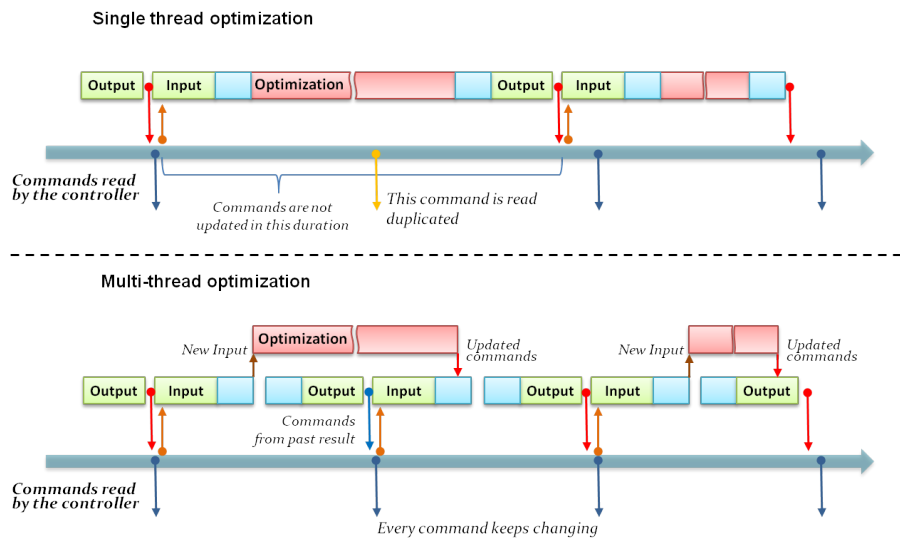 Single thread optimization
Output
Input
Optimization
Output
Input
Commands read
by the controller
Commands are not
updated in this duration
This command is read
duplicated
Multi-thread optimization
New Input
Optimization
Updated
commands
New Input
Updated
commands
Output
Input
Output
Input
Output
Input
Output
Commands
from past result
Commands read
by the controller
Every command keeps changing